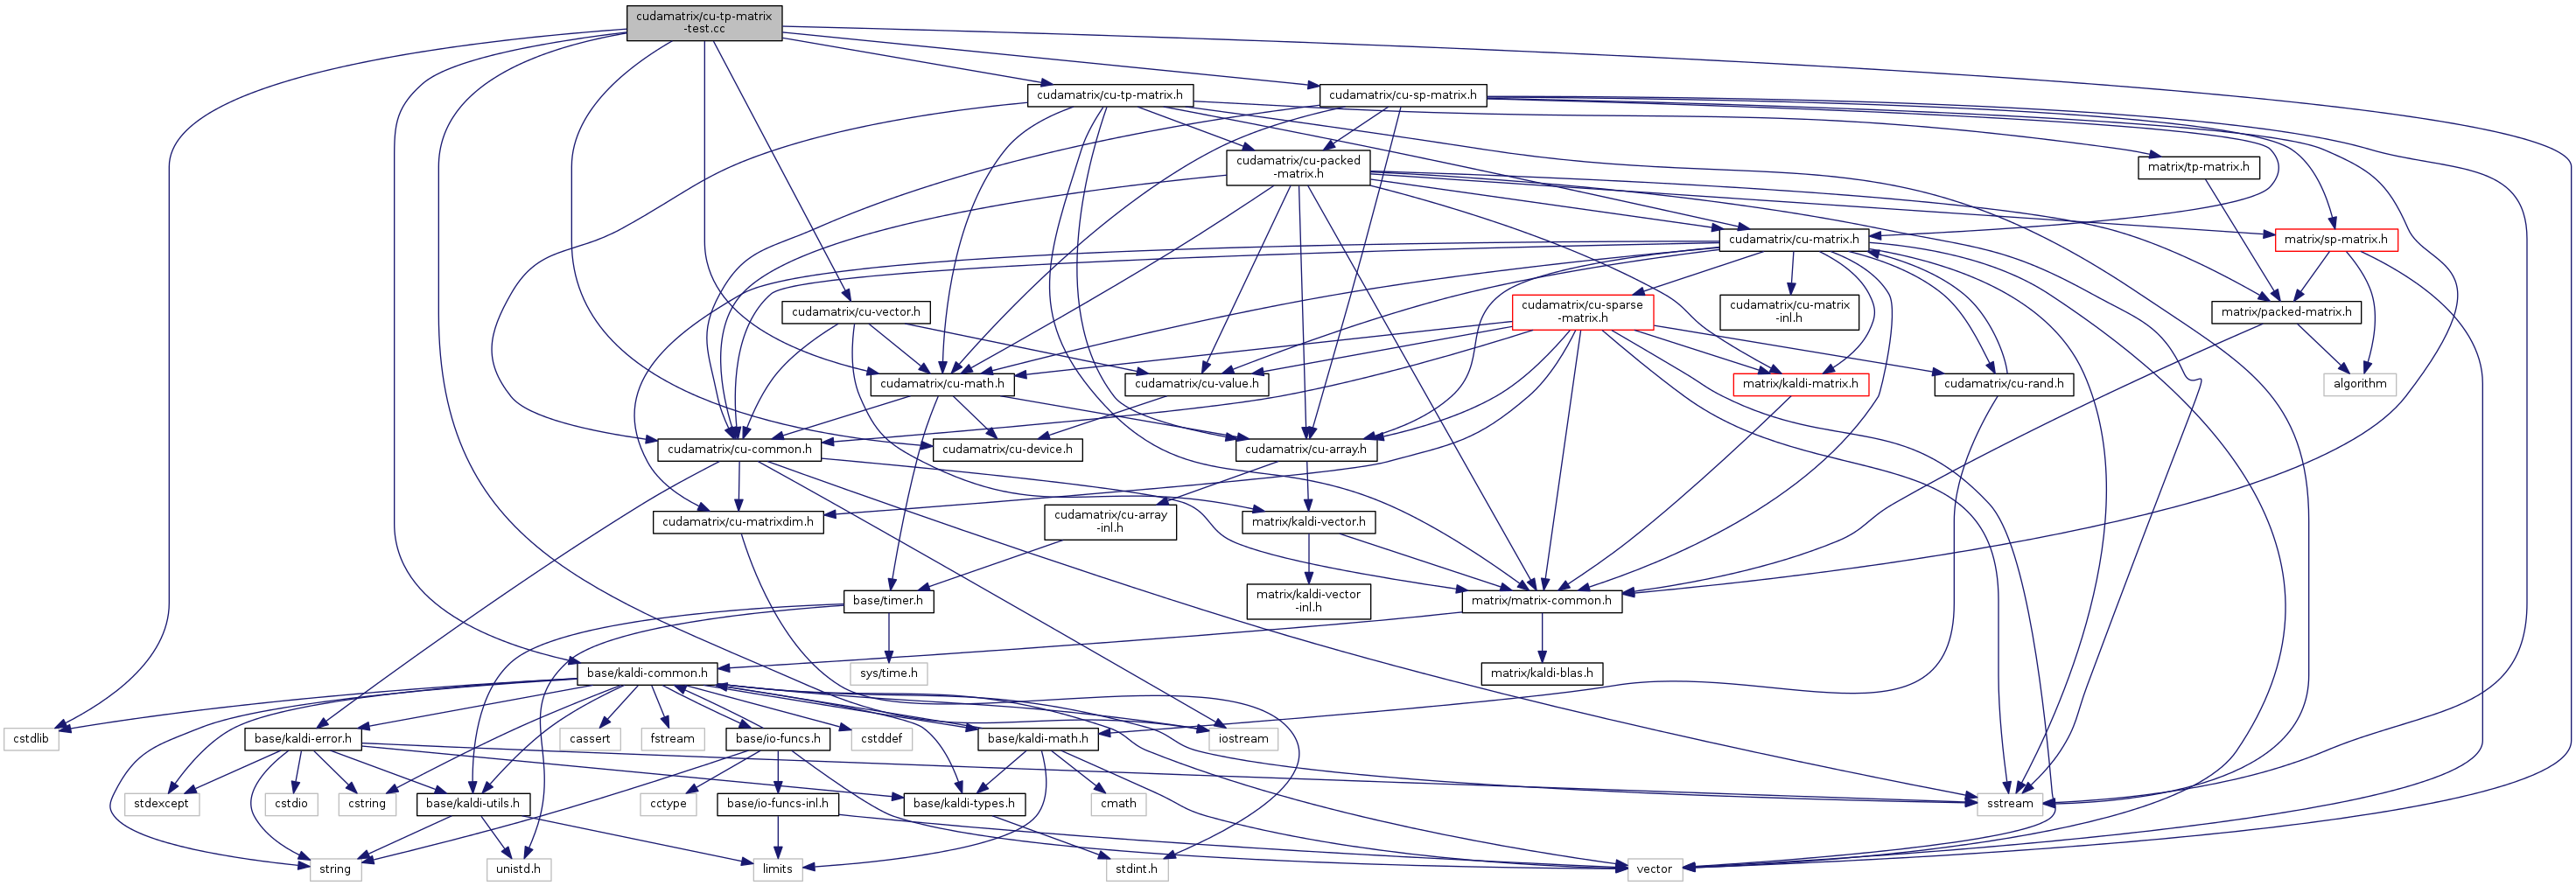 cudamatrix/cu-tp-matrix
-test.cc
cudamatrix/cu-tp-matrix.h
cudamatrix/cu-sp-matrix.h
cudamatrix/cu-packed
-matrix.h
matrix/tp-matrix.h
cudamatrix/cu-matrix.h
matrix/sp-matrix.h
cudamatrix/cu-vector.h
cudamatrix/cu-sparse
-matrix.h
cudamatrix/cu-matrix
-inl.h
matrix/packed-matrix.h
cudamatrix/cu-math.h
cudamatrix/cu-value.h
matrix/kaldi-matrix.h
cudamatrix/cu-rand.h
algorithm
cudamatrix/cu-common.h
cudamatrix/cu-device.h
cudamatrix/cu-array.h
cudamatrix/cu-matrixdim.h
cudamatrix/cu-array
-inl.h
matrix/kaldi-vector.h
base/timer.h
matrix/kaldi-vector
-inl.h
matrix/matrix-common.h
base/kaldi-common.h
sys/time.h
matrix/kaldi-blas.h
cstdlib
base/kaldi-error.h
cassert
fstream
base/io-funcs.h
cstddef
base/kaldi-math.h
iostream
stdexcept
cstdio
cstring
base/kaldi-utils.h
cctype
base/io-funcs-inl.h
base/kaldi-types.h
cmath
sstream
string
unistd.h
limits
stdint.h
vector